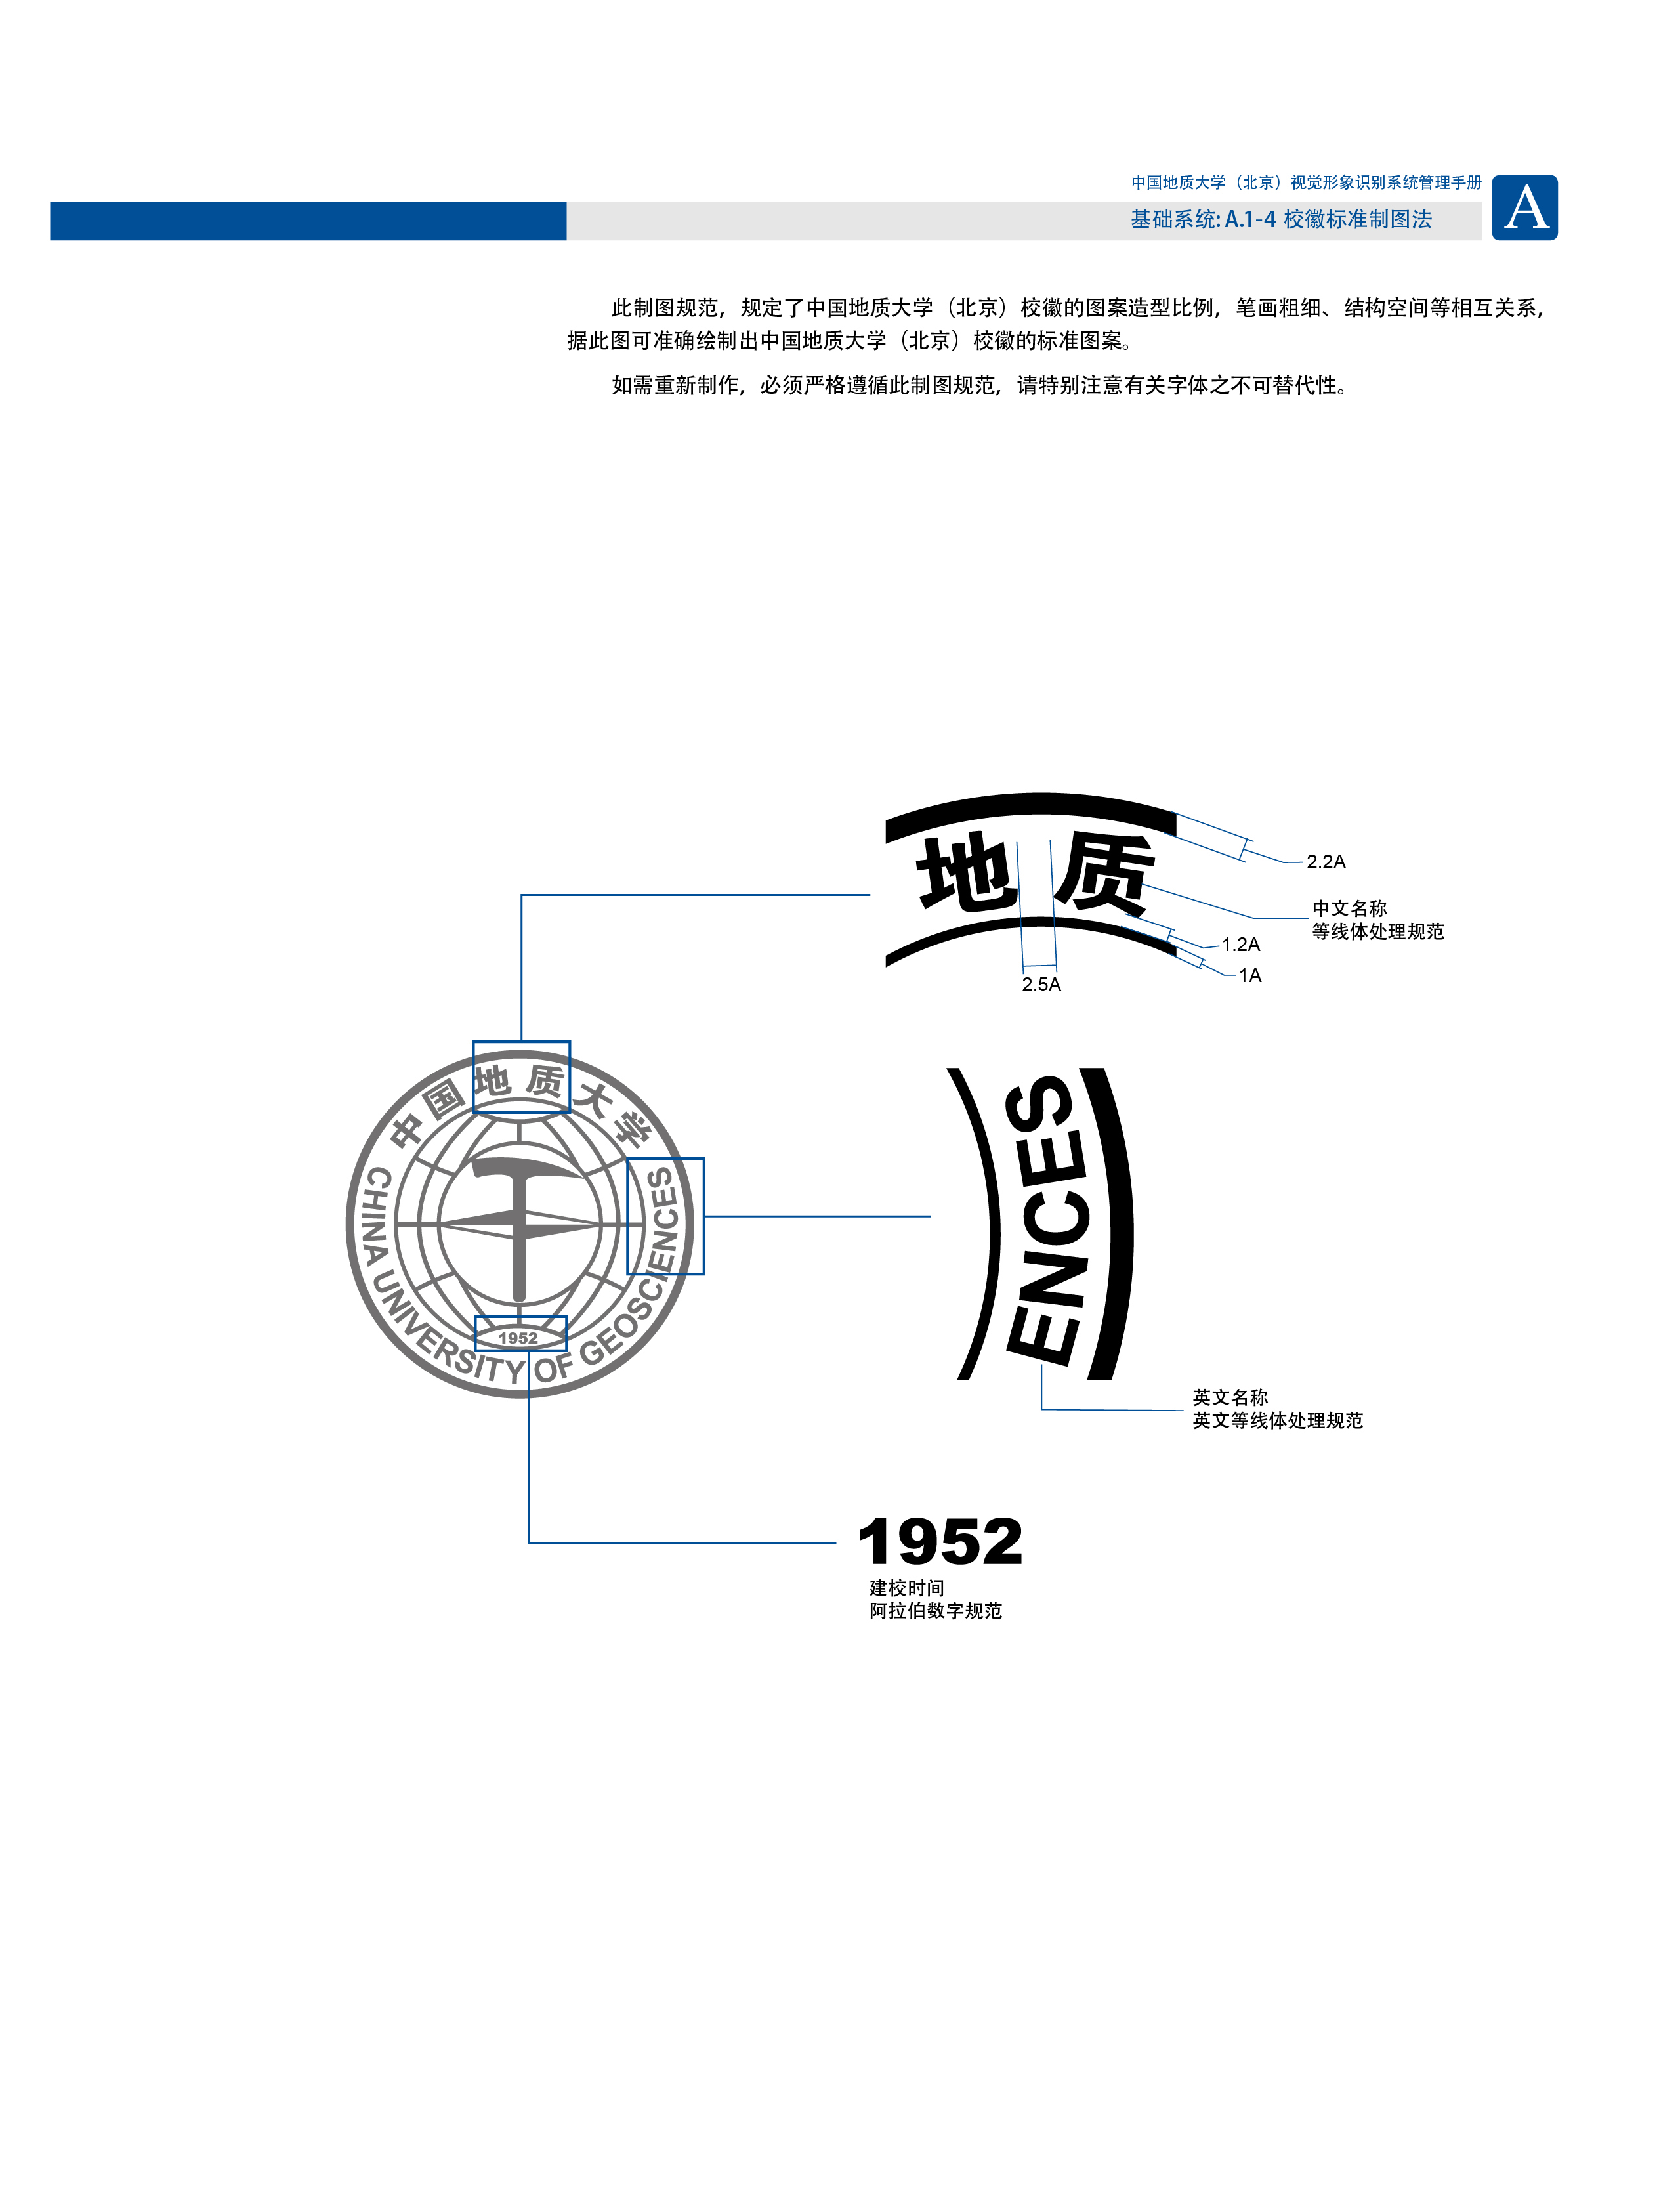 中国地质大学（北京）视觉形象识别系统管理手册
基础系统: A.1-4 校徽标准制图法
A
此制图规范，规定了中国地质大学（北京）校徽的图案造型比例，笔画粗细、结构空间等相互关系，
据此图可准确绘制出中国地质大学（北京）校徽的标准图案。
如需重新制作，必须严格遵循此制图规范，请特别注意有关字体之不可替代性。
地 质
2.2A
中文名称
等线体处理规范
1.2A
1A
2.5A
中国地质大学
CHINA UNIVERSITY OF GEOSCIENCES
1952
ENCES
英文名称
英文等线体处理规范
1952
建校时间
阿拉伯数字规范